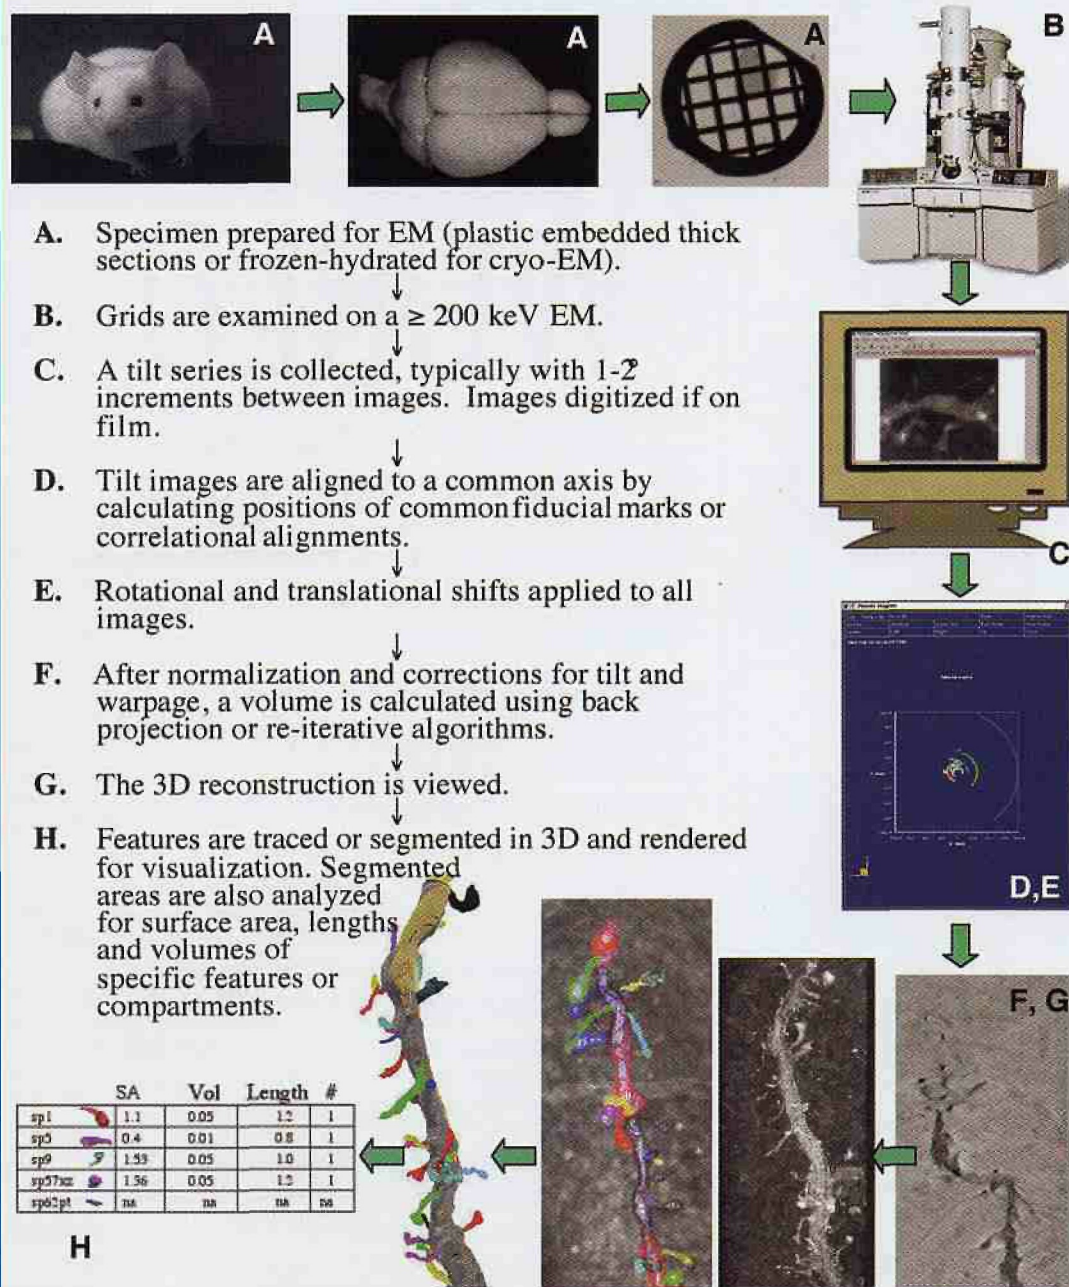 A
A
A
B
A. Specimen prepared for EM (plastic embedded thick
sections or frozen-hydrated for cryo-EM).
B. Grids are examined on a ≥ 200 keV EM.
C. A tilt series is collected, typically with 1-2°
increments between images. Images digitized if on
film.
D. Tilt images are aligned to a common axis by
calculating positions of common fiducial marks or
correlational alignments.
E. Rotational and translational shifts applied to all
images.
F. After normalization and corrections for tilt and
warpage, a volume is calculated using back
projection or re-iterative algorithms.
G. The 3D reconstruction is viewed.
H. Features are traced or segmented in 3D and rendered
for visualization. Segmented
areas are also analyzed
for surface area, lengths
and volumes of
specific features or
compartments.
C
D,E
F, G
SA Vol Length #
sp1 1.1 0.05 1.2 1
sp5 0.4 0.01 0.8 1
sp9 1.53 0.05 1.0 1
sp57xz 1.36 0.05 1.2 1
sp62pt na na na na
H